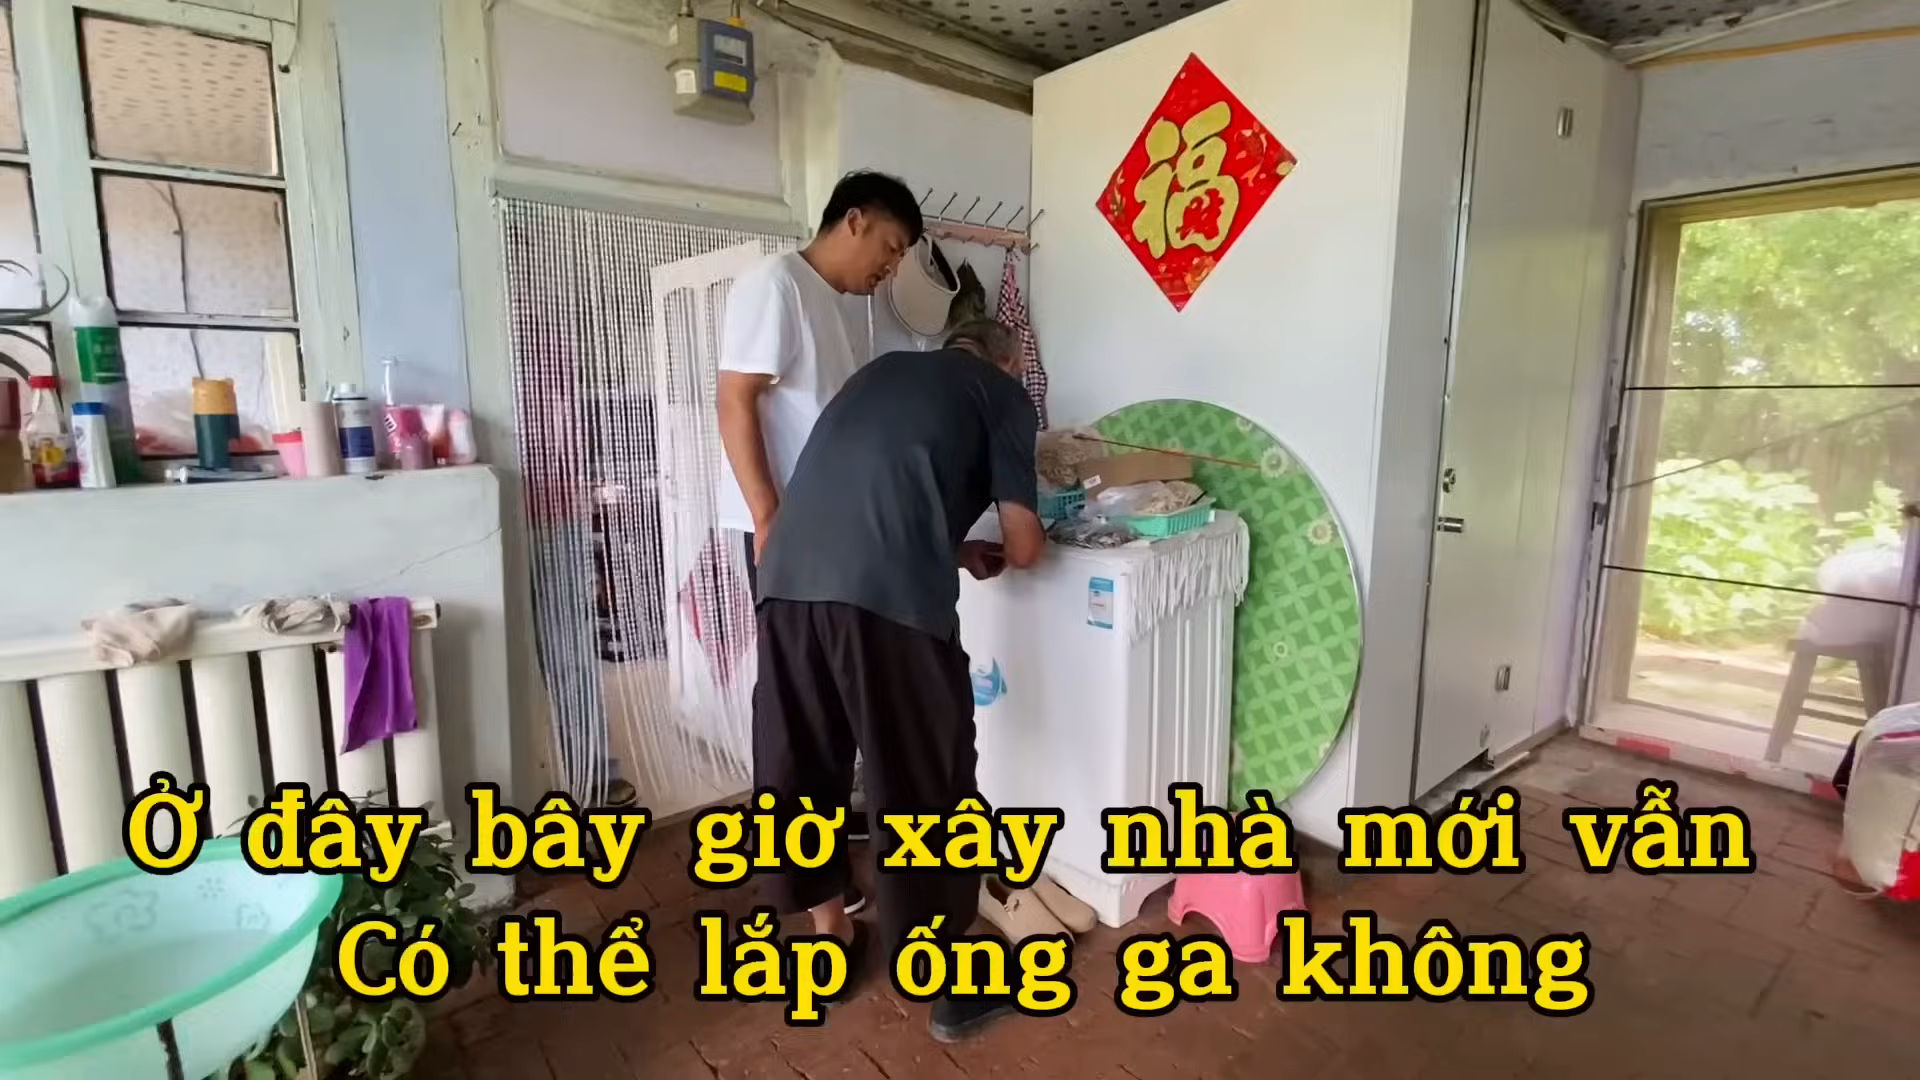 福
Ở đây bây giờ xây nhà mới vẫn
Có thể lắp ống ga không